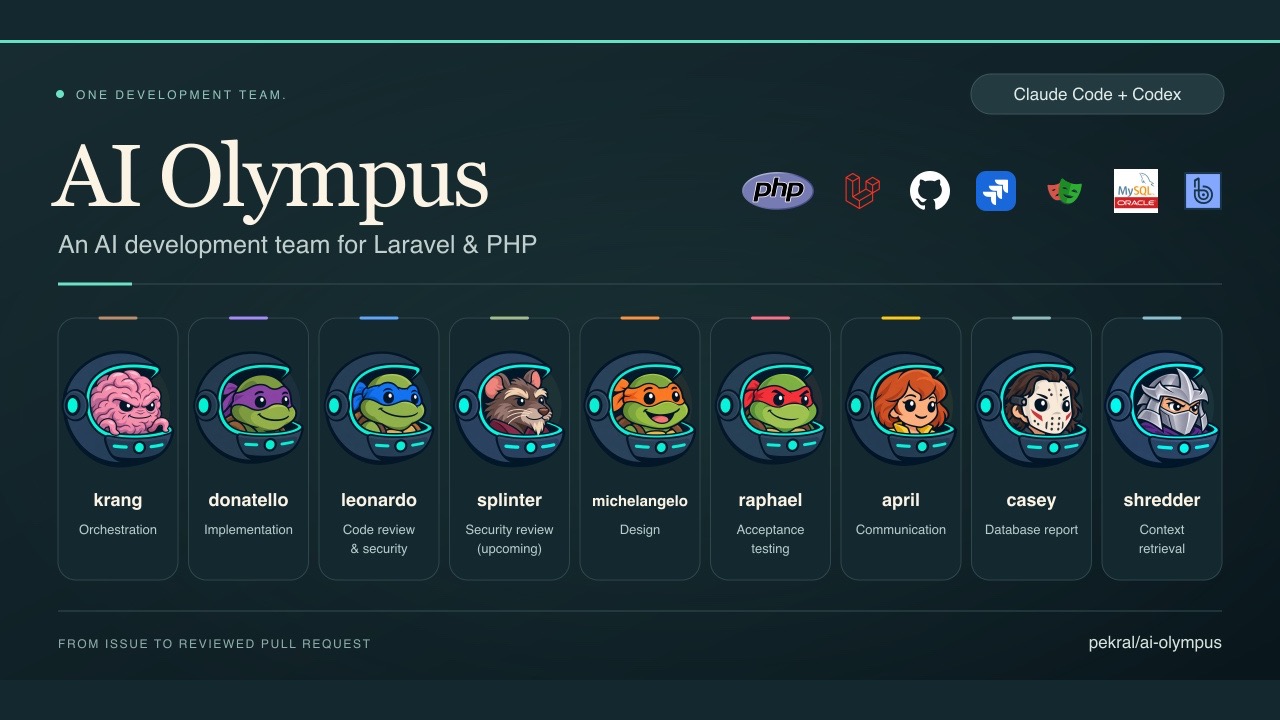 ONE DEVELOPMENT TEAM.
Claude Code + Codex
AI Olympus
php
MySQL
ORACLE
An AI development team for Laravel & PHP
krang
Orchestration
donatello
Implementation
leonardo
Code review
& security
splinter
Security review
(upcoming)
michelangelo
Design
raphael
Acceptance
testing
april
Communication
casey
Database report
shredder
Context
retrieval
FROM ISSUE TO REVIEWED PULL REQUEST
pekral/ai-olympus